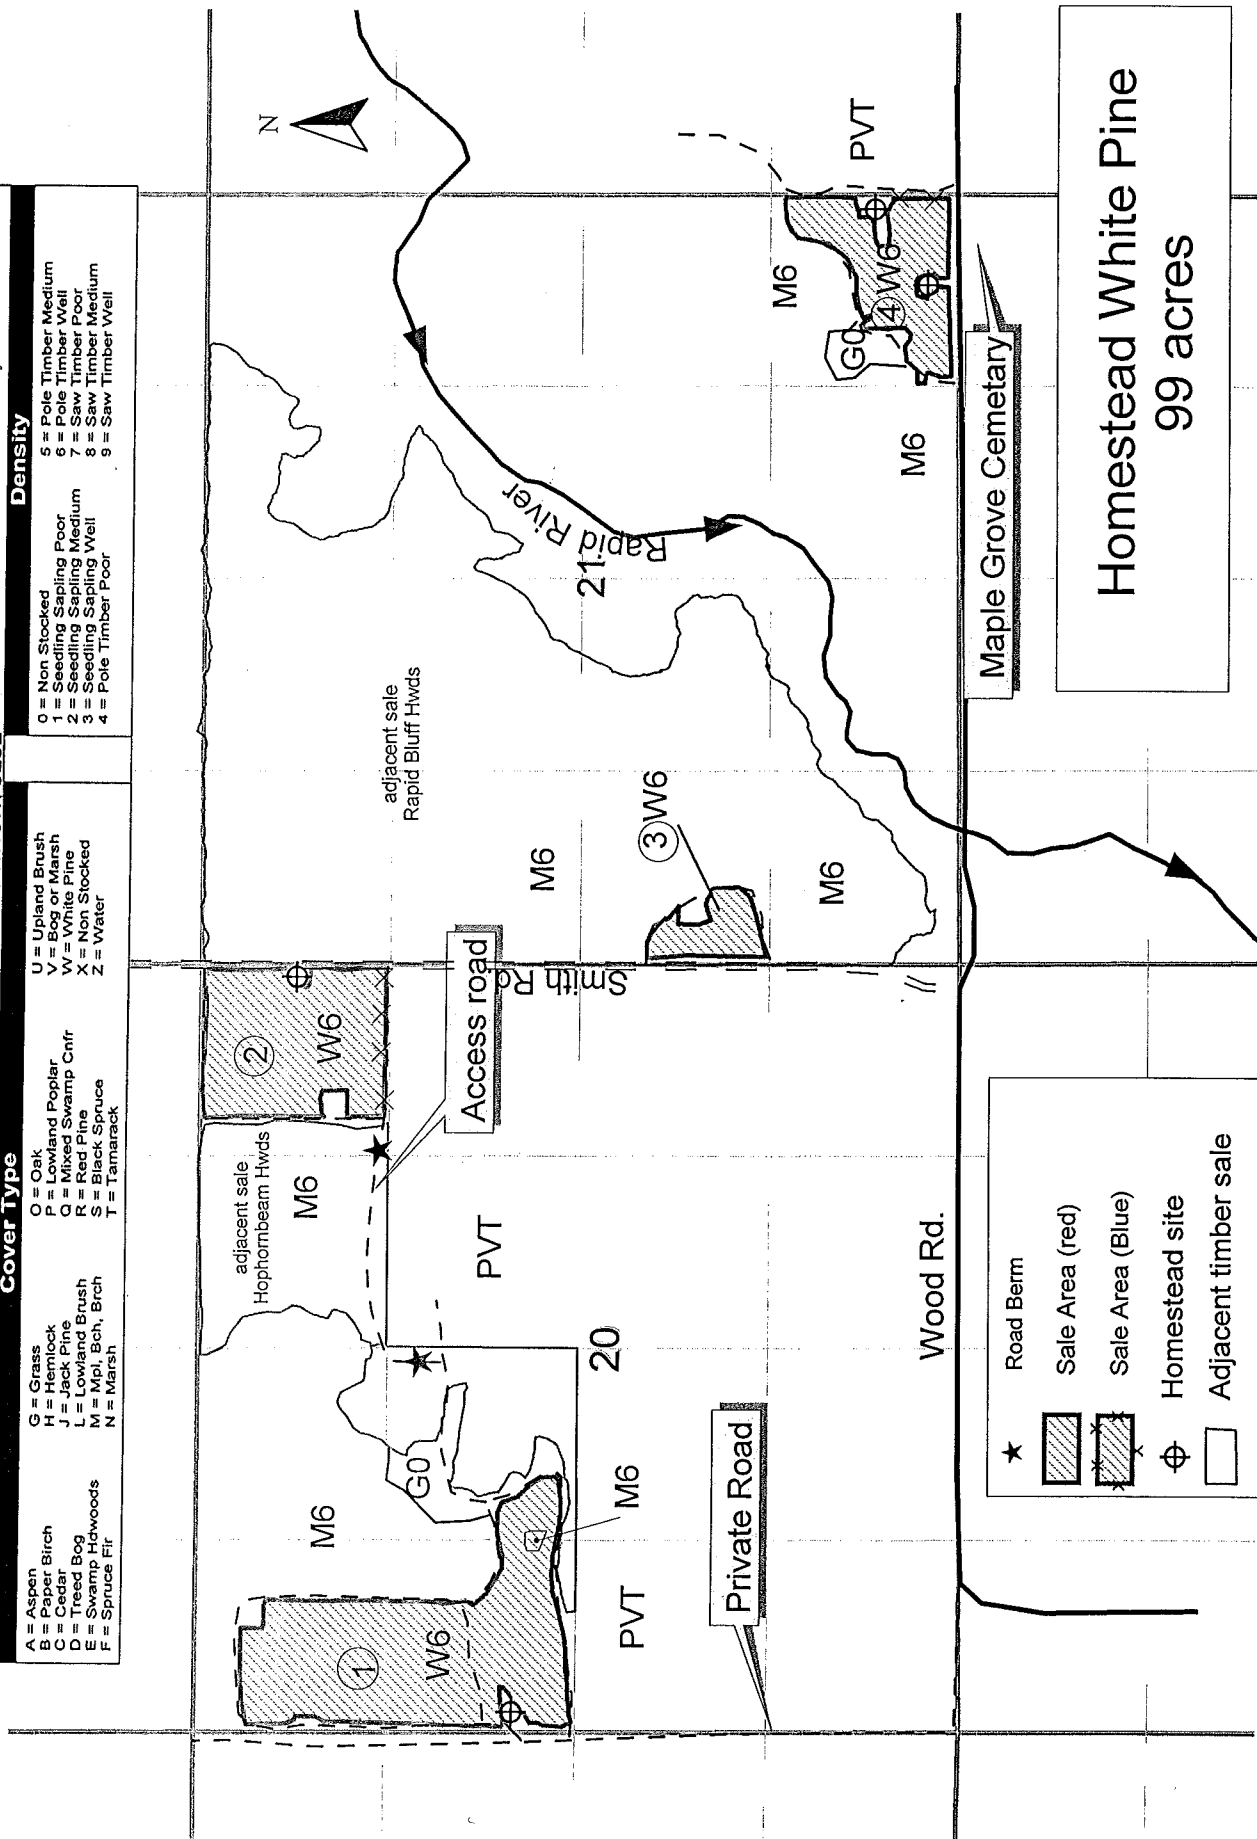 Cover Type
A = Aspen
B = Paper Birch
C = Cedar
D = Treed Bog
E = Swamp Hdwoods
F = Spruce Fir
G = Grass
H = Hemlock
J = Jack Pine
L = Lowland Brush
M = Mpl, Bch, Brch
N = Marsh
O = Oak
P = Lowland Poplar
Q = Mixed Swamp Cnfr
R = Red Pine
S = Black Spruce
T = Tamarack
U = Upland Brush
V = Bog or Marsh
W = White Pine
X = Non Stocked
Z = Water
Density
0 = Non Stocked
1 = Seedling Sapling Poor
2 = Seedling Sapling Medium
3 = Seedling Sapling Well
4 = Pole Timber Poor
5 = Pole Timber Medium
6 = Pole Timber Well
7 = Saw Timber Poor
8 = Saw Timber Medium
9 = Saw Timber Well
N
M6
1
W6
G0
M6
PVT
20
PVT
adjacent sale
Hophornbeam Hwds
M6
2
W6
Access road
Smith Rd
adjacent sale
Rapid Bluff Hwds
M6
3 W6
M6
21
Rapid River
M6
G0
4 W6
PVT
M6
Private Road
Wood Rd.
Maple Grove Cemetary
Road Berm
Sale Area (red)
Sale Area (Blue)
Homestead site
Adjacent timber sale
Homestead White Pine
99 acres